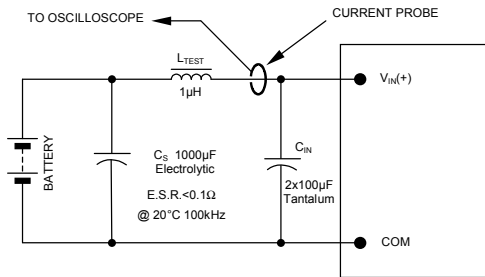 TO OSCILLOSCOPE
CURRENT PROBE
LTEST
1µH
VIN(+)
BATTERY
CS 1000µF
Electrolytic
E.S.R.<0.1Ω
@ 20°C 100kHz
CIN
2x100µF
Tantalum
COM